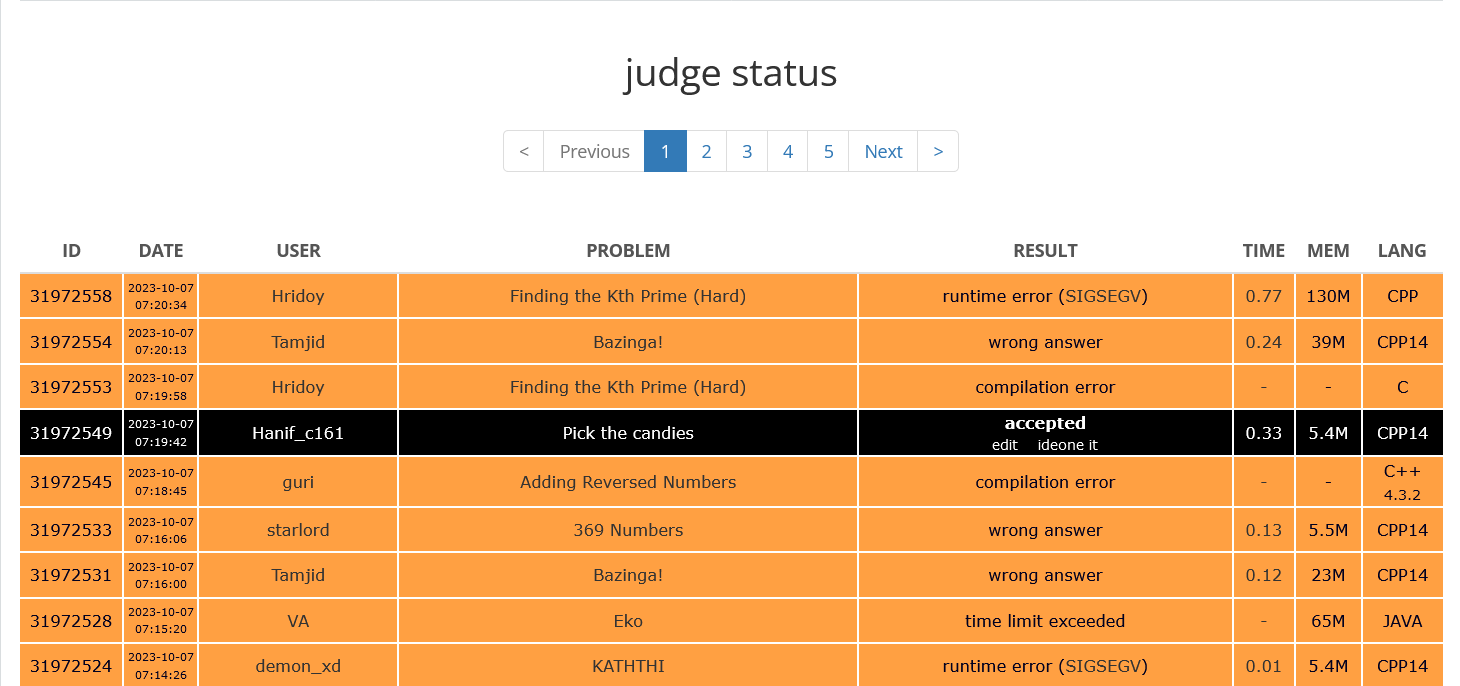 judge status
< Previous 1 2 3 4 5 Next >
ID DATE USER PROBLEM RESULT TIME MEM LANG
31972558 2023-10-07 07:20:34 Hridoy Finding the Kth Prime (Hard) runtime error (SIGSEGV) 0.77 130M CPP
31972554 2023-10-07 07:20:13 Tamjid Bazinga! wrong answer 0.24 39M CPP14
31972553 2023-10-07 07:19:58 Hridoy Finding the Kth Prime (Hard) compilation error - - C
31972549 2023-10-07 07:19:42 Hanif_c161 Pick the candies accepted edit ideone it 0.33 5.4M CPP14
31972545 2023-10-07 07:18:45 guri Adding Reversed Numbers compilation error - - C++ 4.3.2
31972533 2023-10-07 07:16:06 starlord 369 Numbers wrong answer 0.13 5.5M CPP14
31972531 2023-10-07 07:16:00 Tamjid Bazinga! wrong answer 0.12 23M CPP14
31972528 2023-10-07 07:15:20 VA Eko time limit exceeded - 65M JAVA
31972524 2023-10-07 07:14:26 demon_xd KATHTHI runtime error (SIGSEGV) 0.01 5.4M CPP14